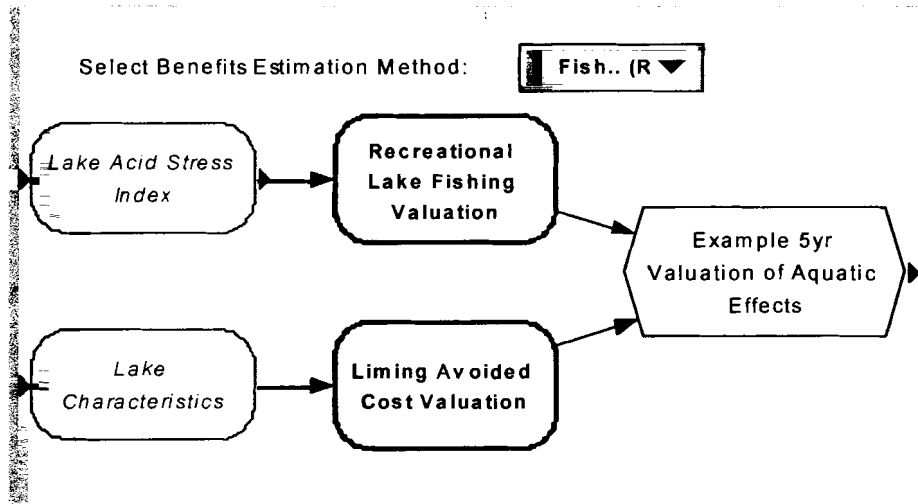 Select Benefits Estimation Method:
Fish.. (R
Lake Acid Stress
Index
Recreational
Lake Fishing
Valuation
Example 5yr
Valuation of Aquatic
Effects
Lake
Characteristics
Liming Avoided
Cost Valuation